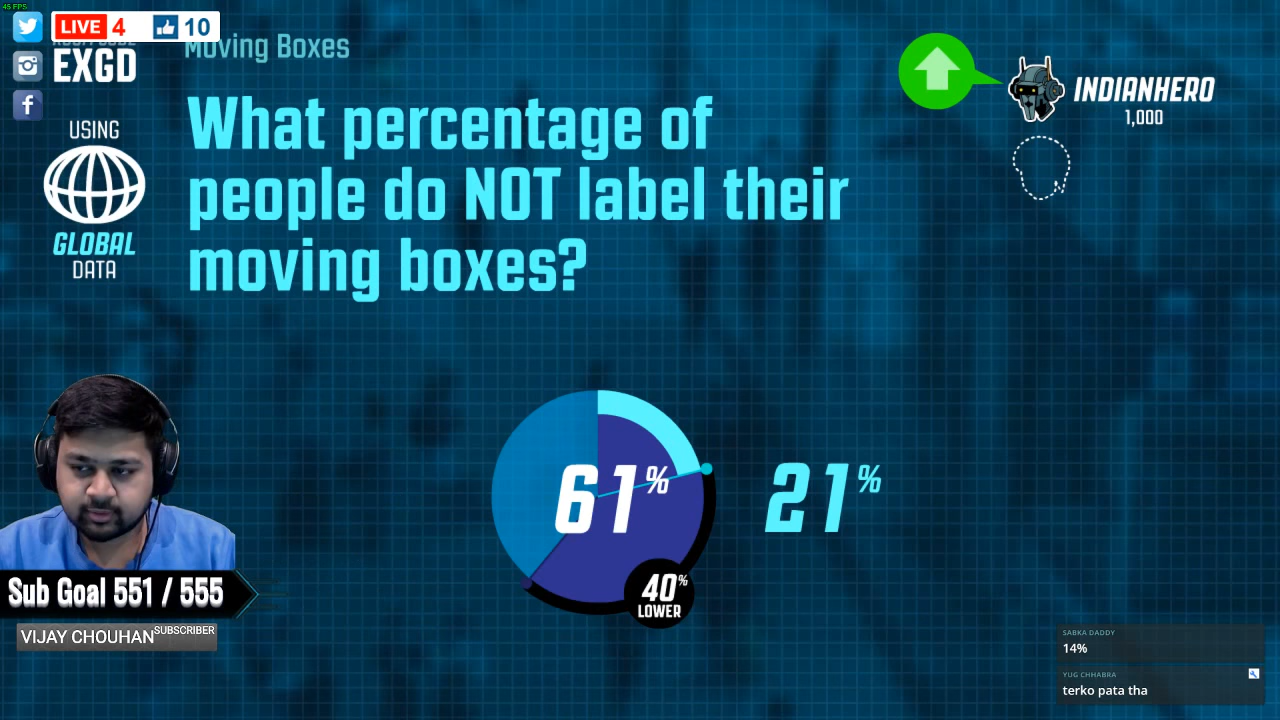 45 FPS
LIVE 4 10
Moving Boxes
EXGD
What percentage of
people do NOT label their
moving boxes?
USING
GLOBAL
DATA
INDIANHERO
1,000
61%
21%
40%
LOWER
Sub Goal 551 / 555
VIJAY CHOUHAN SUBSCRIBER
SABKA DADDY
14%
YUG CHHABRA
terko pata tha